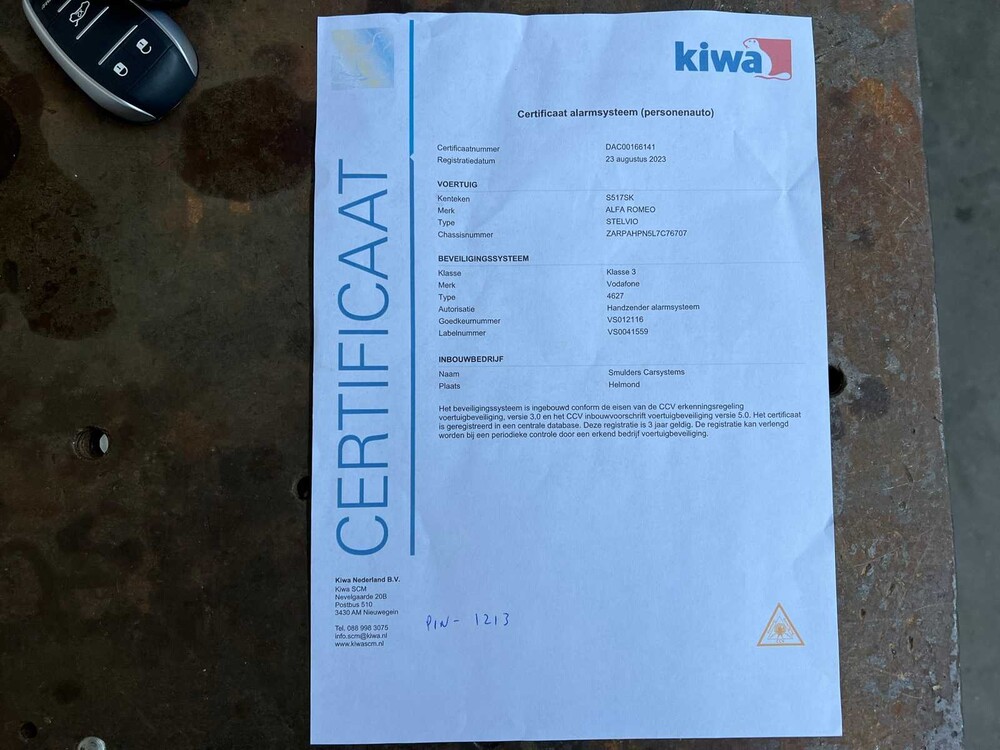 kiwa
Certificaat alarmsysteem (personenauto)
Certificaatnummer DAC00166141
Registratiedatum 23 augustus 2023
VOERTUIG
Kenteken S517SK
Merk ALFA ROMEO
Type STELVIO
Chassisnummer ZARPAHPN5L7C76707
BEVEILIGINGSSYSTEEM
Klasse Klasse 3
Merk Vodafone
Type 4627
Autorisatie Handzender alarmsysteem
Goedkeurnummer VS012116
Labelnummer VS0041559
INBOUWBEDRIJF
Naam Smulders Carsystems
Plaats Helmond
Het beveiligingssysteem is ingebouwd conform de eisen van de CCV erkenningsregeling
voertuigbeveiliging, versie 3.0 en het CCV inbouwvoorschrift voertuigbeveiliging versie 5.0. Het certificaat
is geregistreerd in een centrale database. Deze registratie is 3 jaar geldig. De registratie kan verlengd
worden bij een periodieke controle door een erkend bedrijf voertuigbeveiliging.
CERTIFICAAT
Kiwa Nederland B.V.
Kiwa SCM
Nevelgaarde 20B
Postbus 510
3430 AM Nieuwegein
Tel. 088 998 3075
info.scm@kiwa.nl
www.kiwascm.nl
PIN - 1213